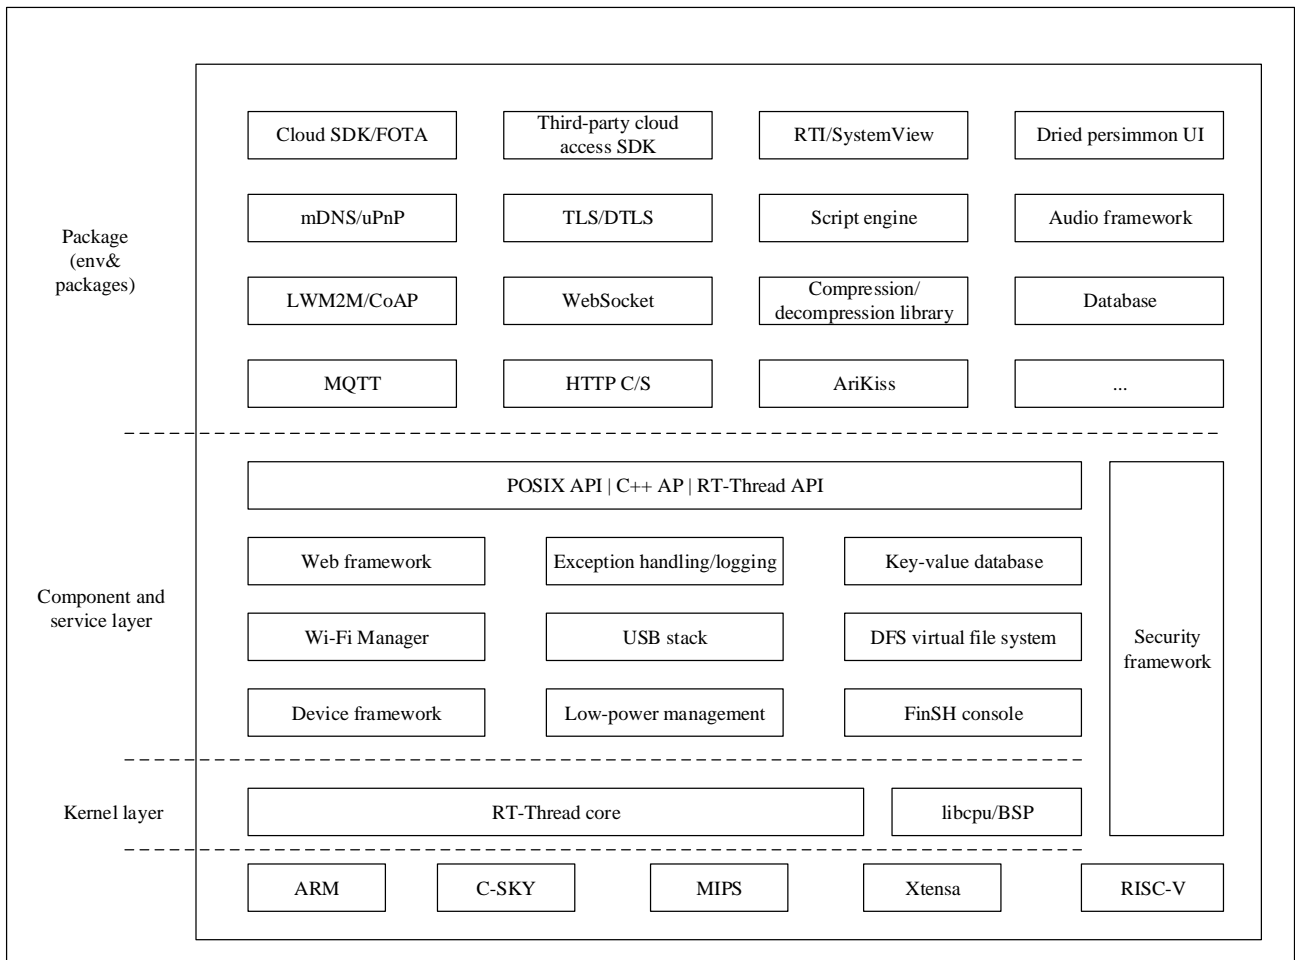 Cloud SDK/FOTA
Third-party cloud
access SDK
RTI/SystemView
Dried persimmon UI
mDNS/uPnP
TLS/DTLS
Script engine
Audio framework
Package
(env&
packages)
LWM2M/CoAP
WebSocket
Compression/
decompression library
Database
MQTT
HTTP C/S
AriKiss
...
POSIX API | C++ AP | RT-Thread API
Web framework
Exception handling/logging
Key-value database
Component and
service layer
Wi-Fi Manager
USB stack
DFS virtual file system
Security
framework
Device framework
Low-power management
FinSH console
Kernel layer
RT-Thread core
libcpu/BSP
ARM
C-SKY
MIPS
Xtensa
RISC-V